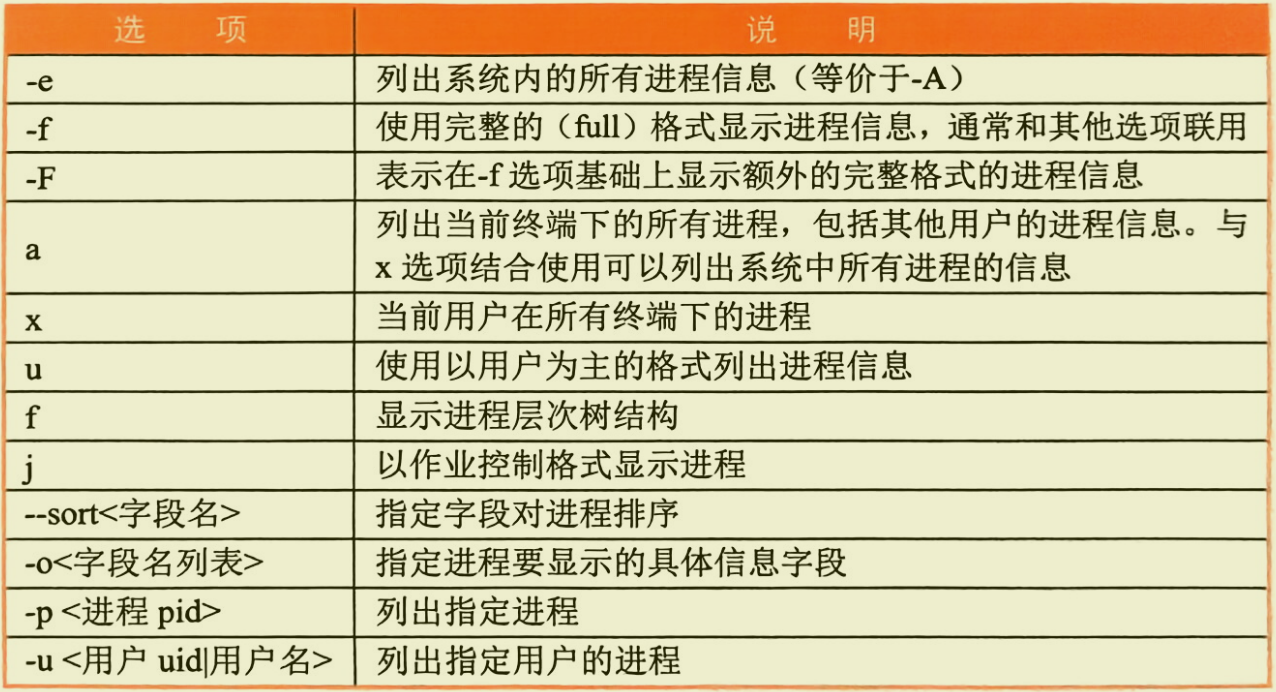 选 项 说 明
-e 列出系统内的所有进程信息（等价于-A）
-f 使用完整的（full）格式显示进程信息，通常和其他选项联用
-F 表示在-f 选项基础上显示额外的完整格式的进程信息
a 列出当前终端下的所有进程，包括其他用户的进程信息。与
x 选项结合使用可以列出系统中所有进程的信息
x 当前用户在所有终端下的进程
u 使用以用户为主的格式列出进程信息
f 显示进程层次树结构
j 以作业控制格式显示进程
--sort<字段名> 指定字段对进程排序
-o<字段名列表> 指定进程要显示的具体信息字段
-p <进程 pid> 列出指定进程
-u <用户 uid|用户名> 列出指定用户的进程